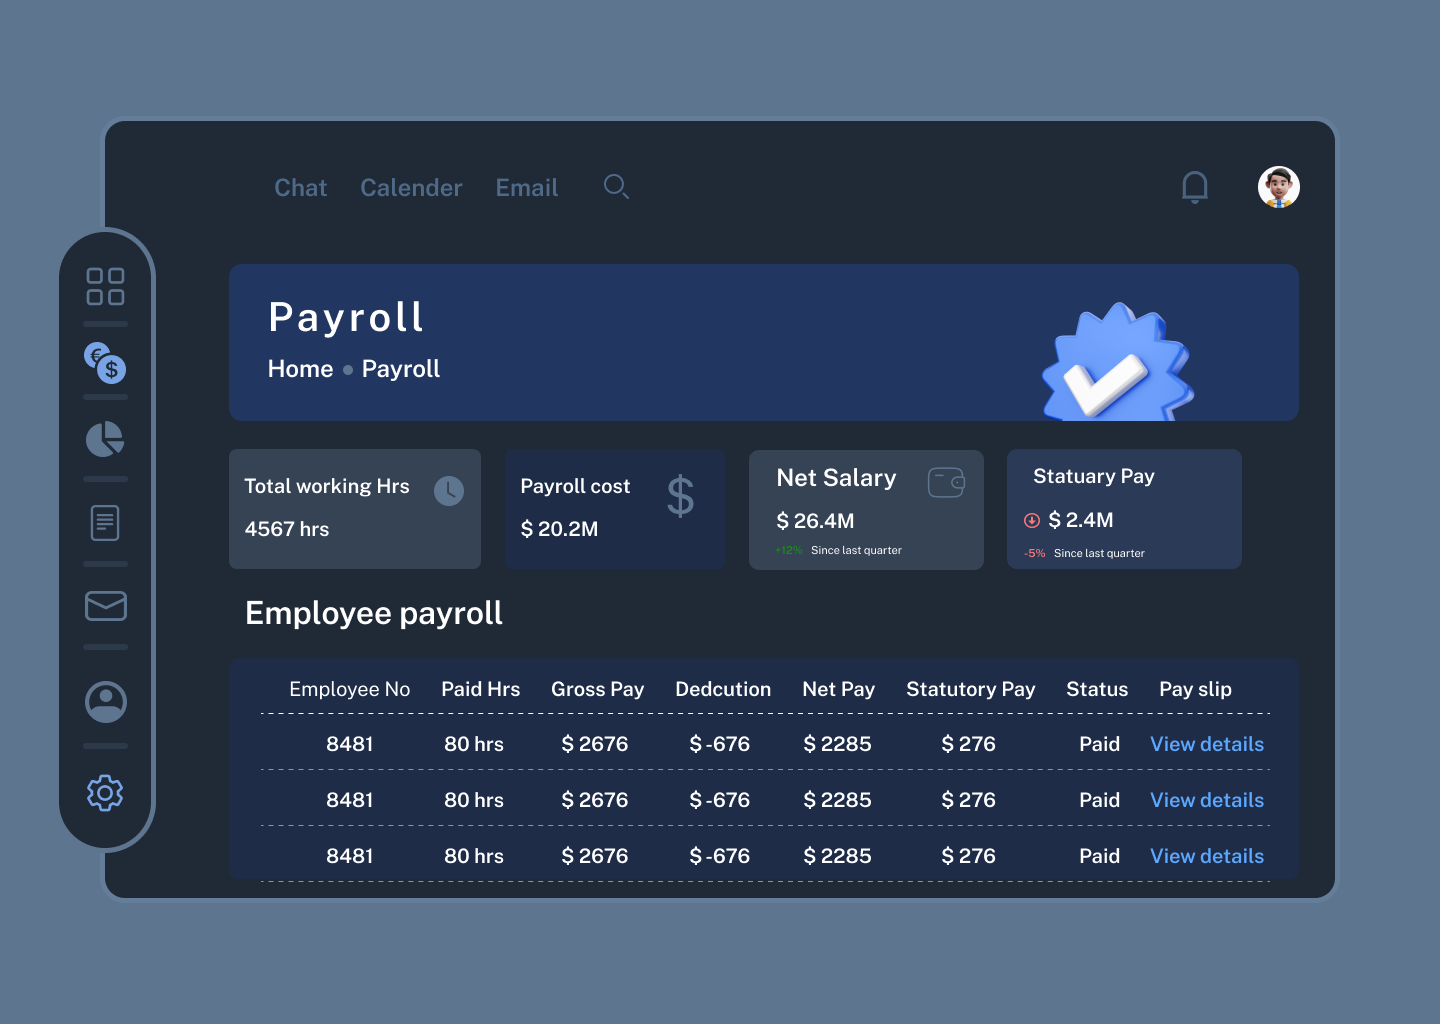 Chat Calender Email
Payroll
Home Payroll
Total working Hrs
4567 hrs
Payroll cost
$ 20.2M
$
Net Salary
$ 26.4M
+12% Since last quarter
Statuary Pay
$ 2.4M
-5% Since last quarter
€
$
Employee payroll
Employee No Paid Hrs Gross Pay Dedcution Net Pay Statutory Pay Status Pay slip
8481 80 hrs $ 2676 $ -676 $ 2285 $ 276 Paid View details
8481 80 hrs $ 2676 $ -676 $ 2285 $ 276 Paid View details
8481 80 hrs $ 2676 $ -676 $ 2285 $ 276 Paid View details